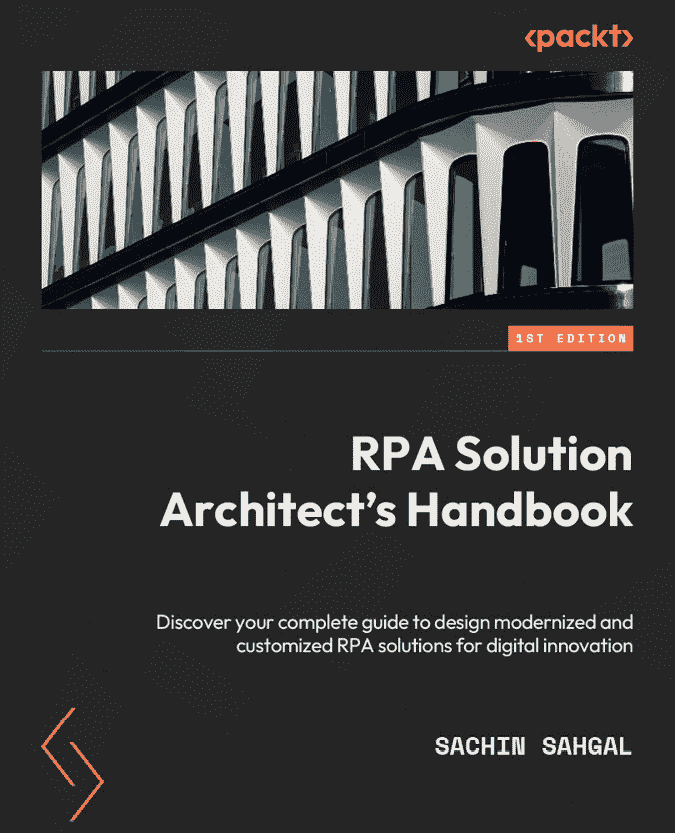 <packt>
1ST EDITION
RPA Solution
Architect’s Handbook
Discover your complete guide to design modernized and
customized RPA solutions for digital innovation
SACHIN SAHGAL